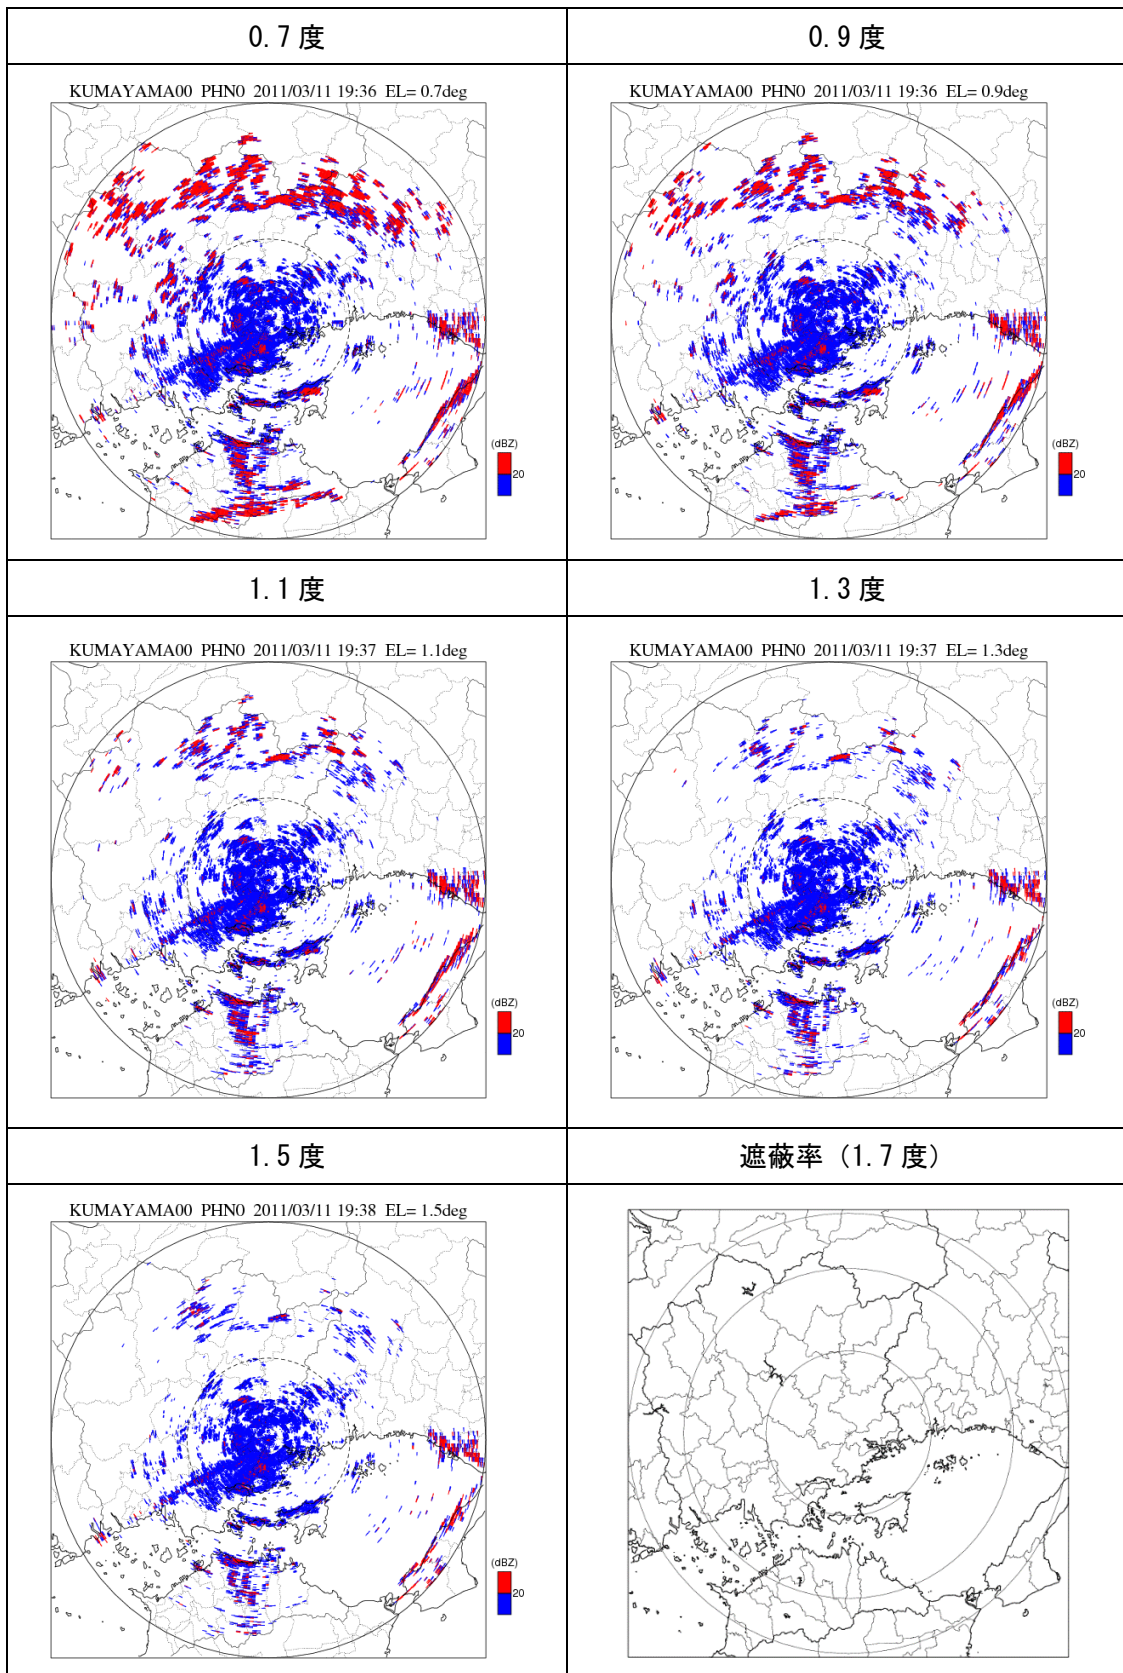 0.7度
0.9度
KUMAYAMA00 PHN0 2011/03/11 19:36 EL= 0.7deg
(dBZ)
20
KUMAYAMA00 PHN0 2011/03/11 19:36 EL= 0.9deg
(dBZ)
20
1.1度
1.3度
KUMAYAMA00 PHN0 2011/03/11 19:37 EL= 1.1deg
(dBZ)
20
KUMAYAMA00 PHN0 2011/03/11 19:37 EL= 1.3deg
(dBZ)
20
1.5度
遮蔽率（1.7度）
KUMAYAMA00 PHN0 2011/03/11 19:38 EL= 1.5deg
(dBZ)
20